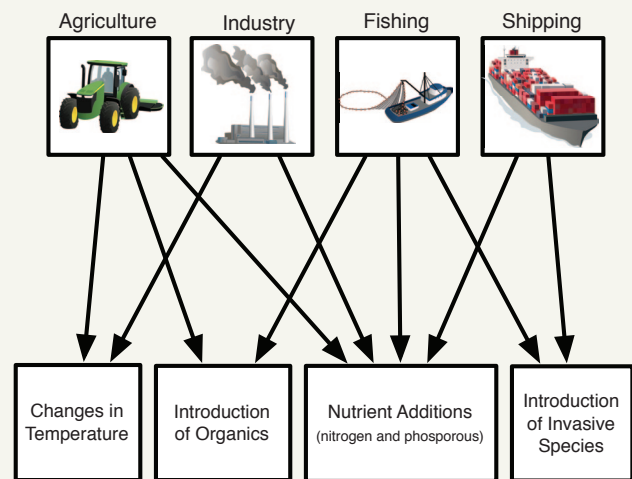 Agriculture
Industry
Fishing
Shipping
Changes in
Temperature
Introduction
of Organics
Nutrient Additions
(nitrogen and phosporous)
Introduction
of Invasive
Species